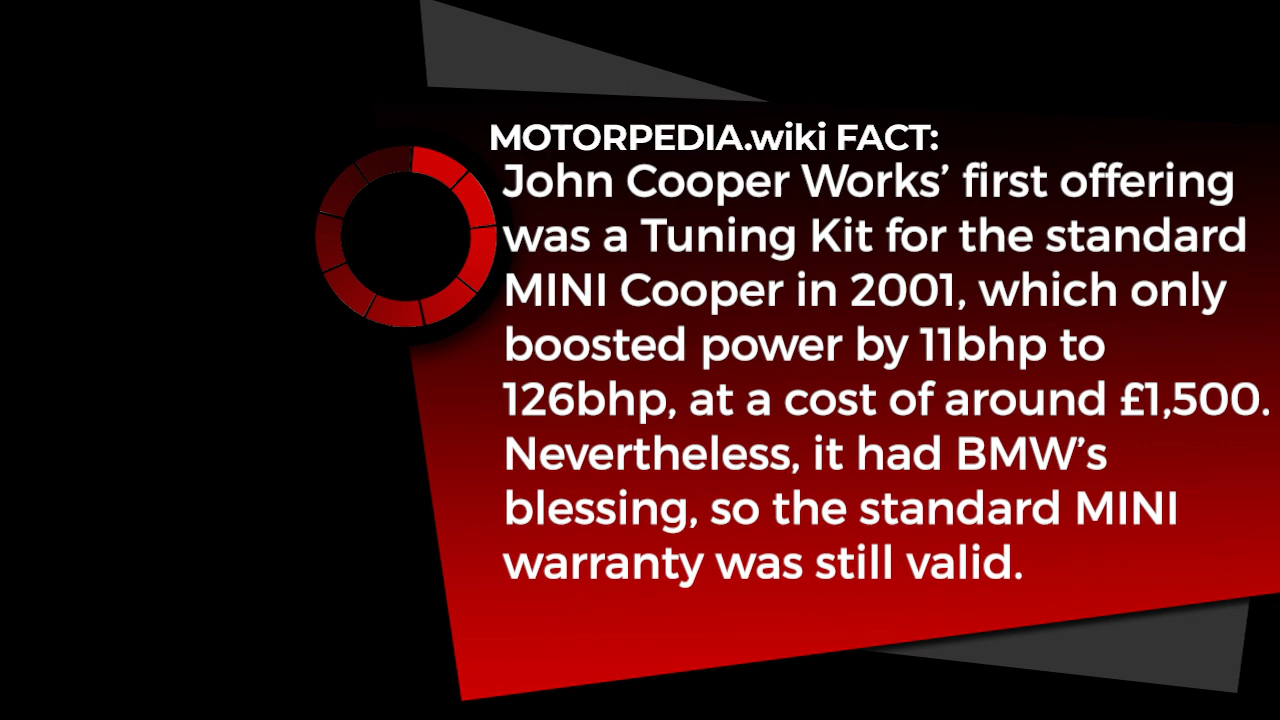 MOTORPEDIA.wiki FACT:
John Cooper Works’ first offering
was a Tuning Kit for the standard
MINI Cooper in 2001, which only
boosted power by 11bhp to
126bhp, at a cost of around £1,500.
Nevertheless, it had BMW’s
blessing, so the standard MINI
warranty was still valid.